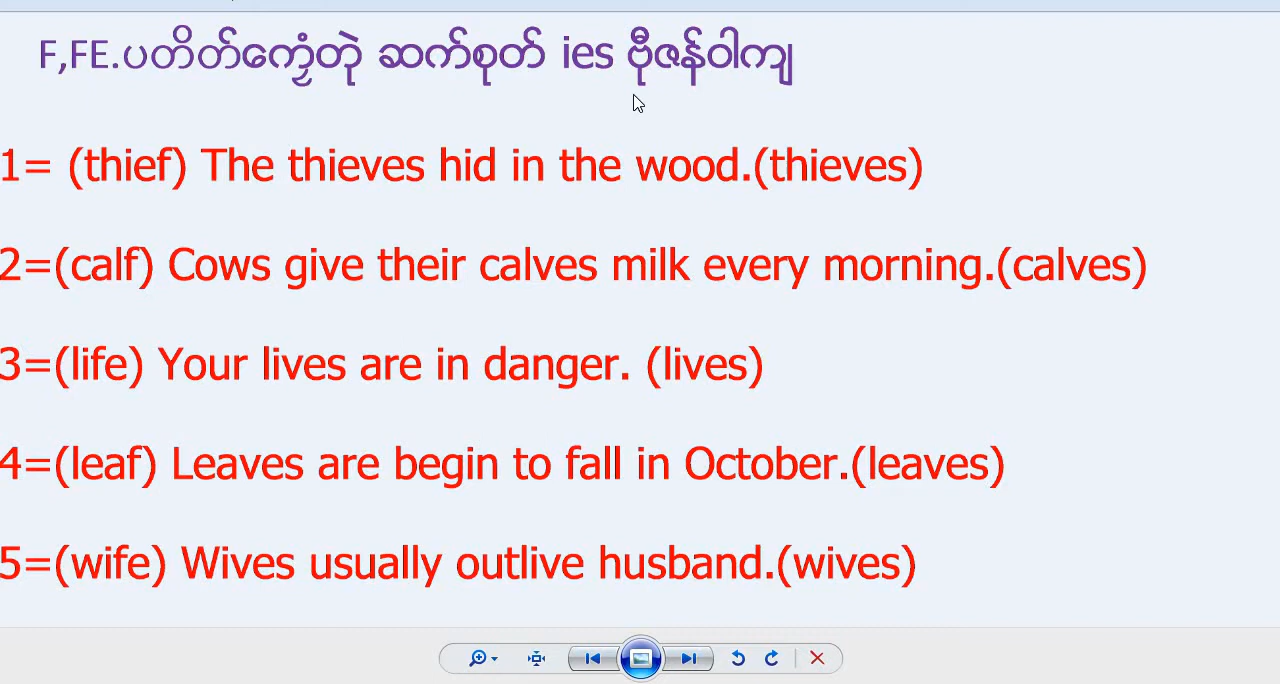 F,FE.ပတိတ်ကၠောံတုဲ ဆက်စုတ် ies ဗီုဇန်ဝါကျ
1= (thief) The thieves hid in the wood.(thieves)
2=(calf) Cows give their calves milk every morning.(calves)
3=(life) Your lives are in danger. (lives)
4=(leaf) Leaves are begin to fall in October.(leaves)
5=(wife) Wives usually outlive husband.(wives)